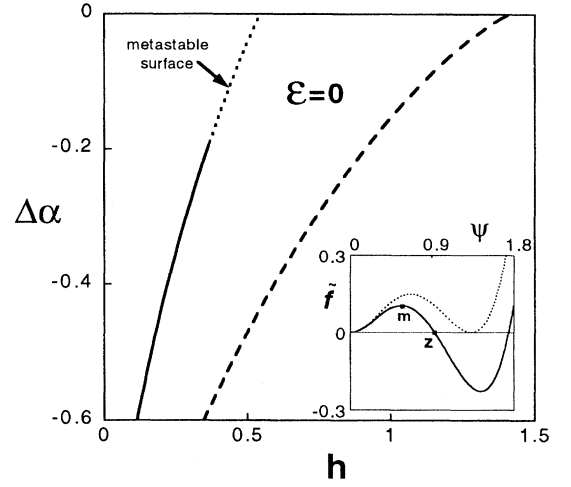 0
metastable
surface
ε=0
-0.2
Δα
ψ
0 0.9 1.8
0.3
-0.4
f̃
m
0
z
-0.6
-0.3
0 0.5 1 1.5
h